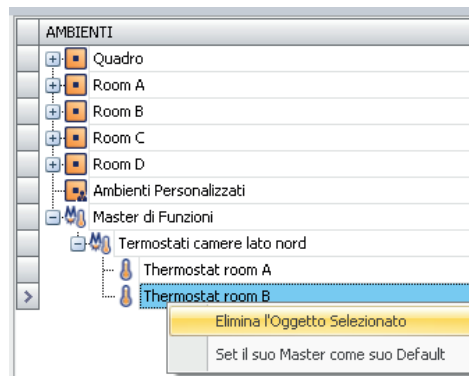 AMBIENTI
Quadro
Room A
Room B
Room C
Room D
Ambienti Personalizzati
Master di Funzioni
Termostati camere lato nord
Thermostat room A
Thermostat room B
Elimina l'Oggetto Selezionato
Set il suo Master come suo Default